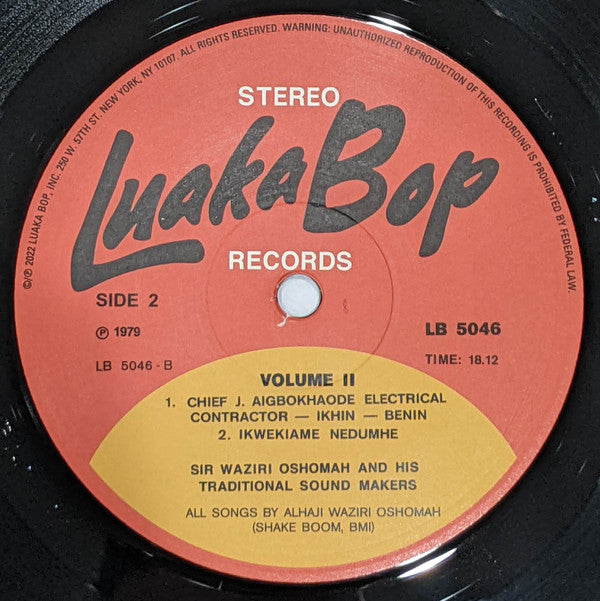 ©/℗ 2022 LUAKA BOP, INC. 250 W. 57TH ST. NEW YORK, NY 10107. ALL RIGHTS RESERVED. WARNING: UNAUTHORIZED REPRODUCTION OF THIS RECORDING IS PROHIBITED BY FEDERAL LAW.
STEREO
Luaka Bop
RECORDS
SIDE 2
℗ 1979
LB 5046 - B
LB 5046
TIME: 18.12
VOLUME II
1. CHIEF J. AIGBOKHAODE ELECTRICAL
CONTRACTOR — IKHIN — BENIN
2. IKWEKIAME NEDUMHE
SIR WAZIRI OSHOMAH AND HIS
TRADITIONAL SOUND MAKERS
ALL SONGS BY ALHAJI WAZIRI OSHOMAH
(SHAKE BOOM, BMI)